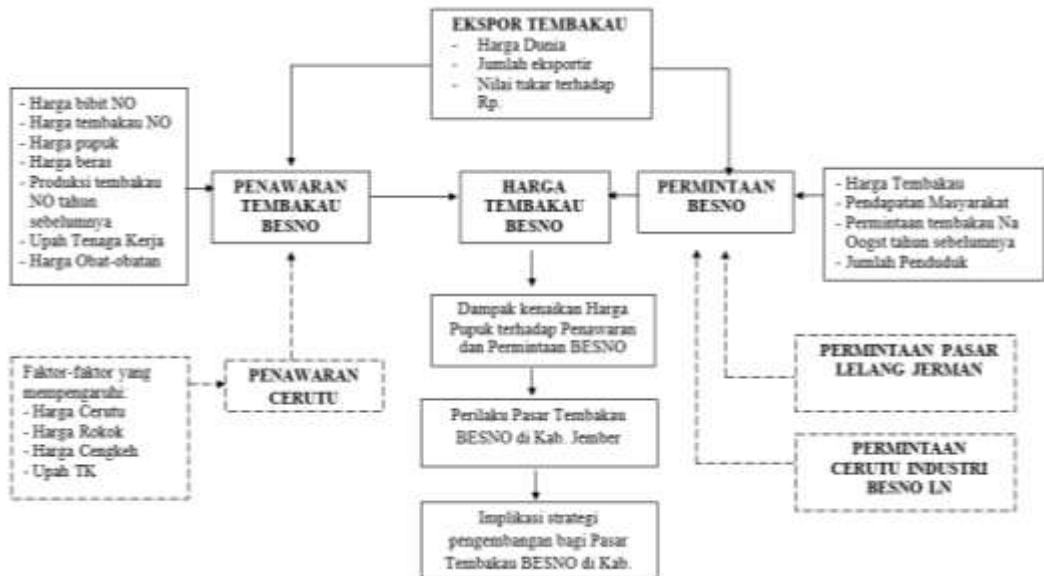 EKSPOR TEMBAKAU
- Harga Dunia
- Jumlah eksportir
- Nilai tukar terhadap
Rp.
- Harga bibit NO
- Harga tembakau NO
- Harga pupuk
- Harga beras
- Produksi tembakau
NO tahun
sebelumnya
- Upah Tenaga Kerja
- Harga Obat-obatan
PENAWARAN
TEMBAKAU
BESNO
HARGA
TEMBAKAU
BESNO
PERMINTAAN
BESNO
- Harga Tembakau
- Pendapatan Masyarakat
- Permintaan tembakau Na
Oogst tahun sebelumnya
- Jumlah Penduduk
Dampak kenaikan Harga
Pupuk terhadap Penawaran
dan Permintaan BESNO
Faktor-faktor yang
mempengaruhi:
- Harga Cerutu
- Harga Rokok
- Harga Cengkeh
- Upah TK
PENAWARAN
CERUTU
PERMINTAAN PASAR
LELANG JERMAN
Perilaku Pasar Tembakau
BESNO di Kab. Jember
PERMINTAAN
CERUTU INDUSTRI
BESNO LN
Implikasi strategi
pengembangan bagi Pasar
Tembakau BESNO di Kab.